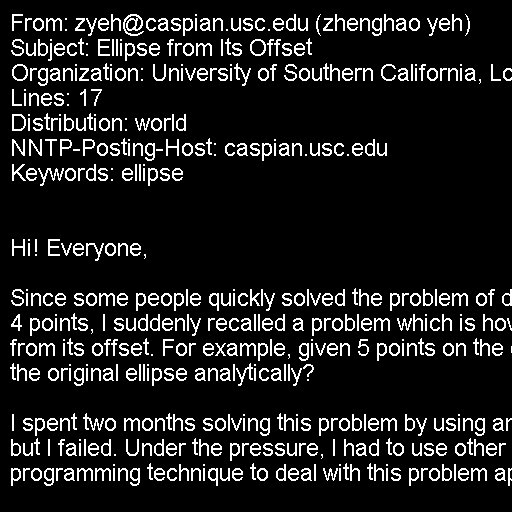 From: zyeh@caspian.usc.edu (zhenghao yeh)
Subject: Ellipse from Its Offset
Organization: University of Southern California, Lo
Lines: 17
Distribution: world
NNTP-Posting-Host: caspian.usc.edu
Keywords: ellipse
Hi! Everyone,
Since some people quickly solved the problem of d
4 points, I suddenly recalled a problem which is ho
from its offset. For example, given 5 points on the
the original ellipse analytically?
I spent two months solving this problem by using an
but I failed. Under the pressure, I had to use other
programming technique to deal with this problem ap